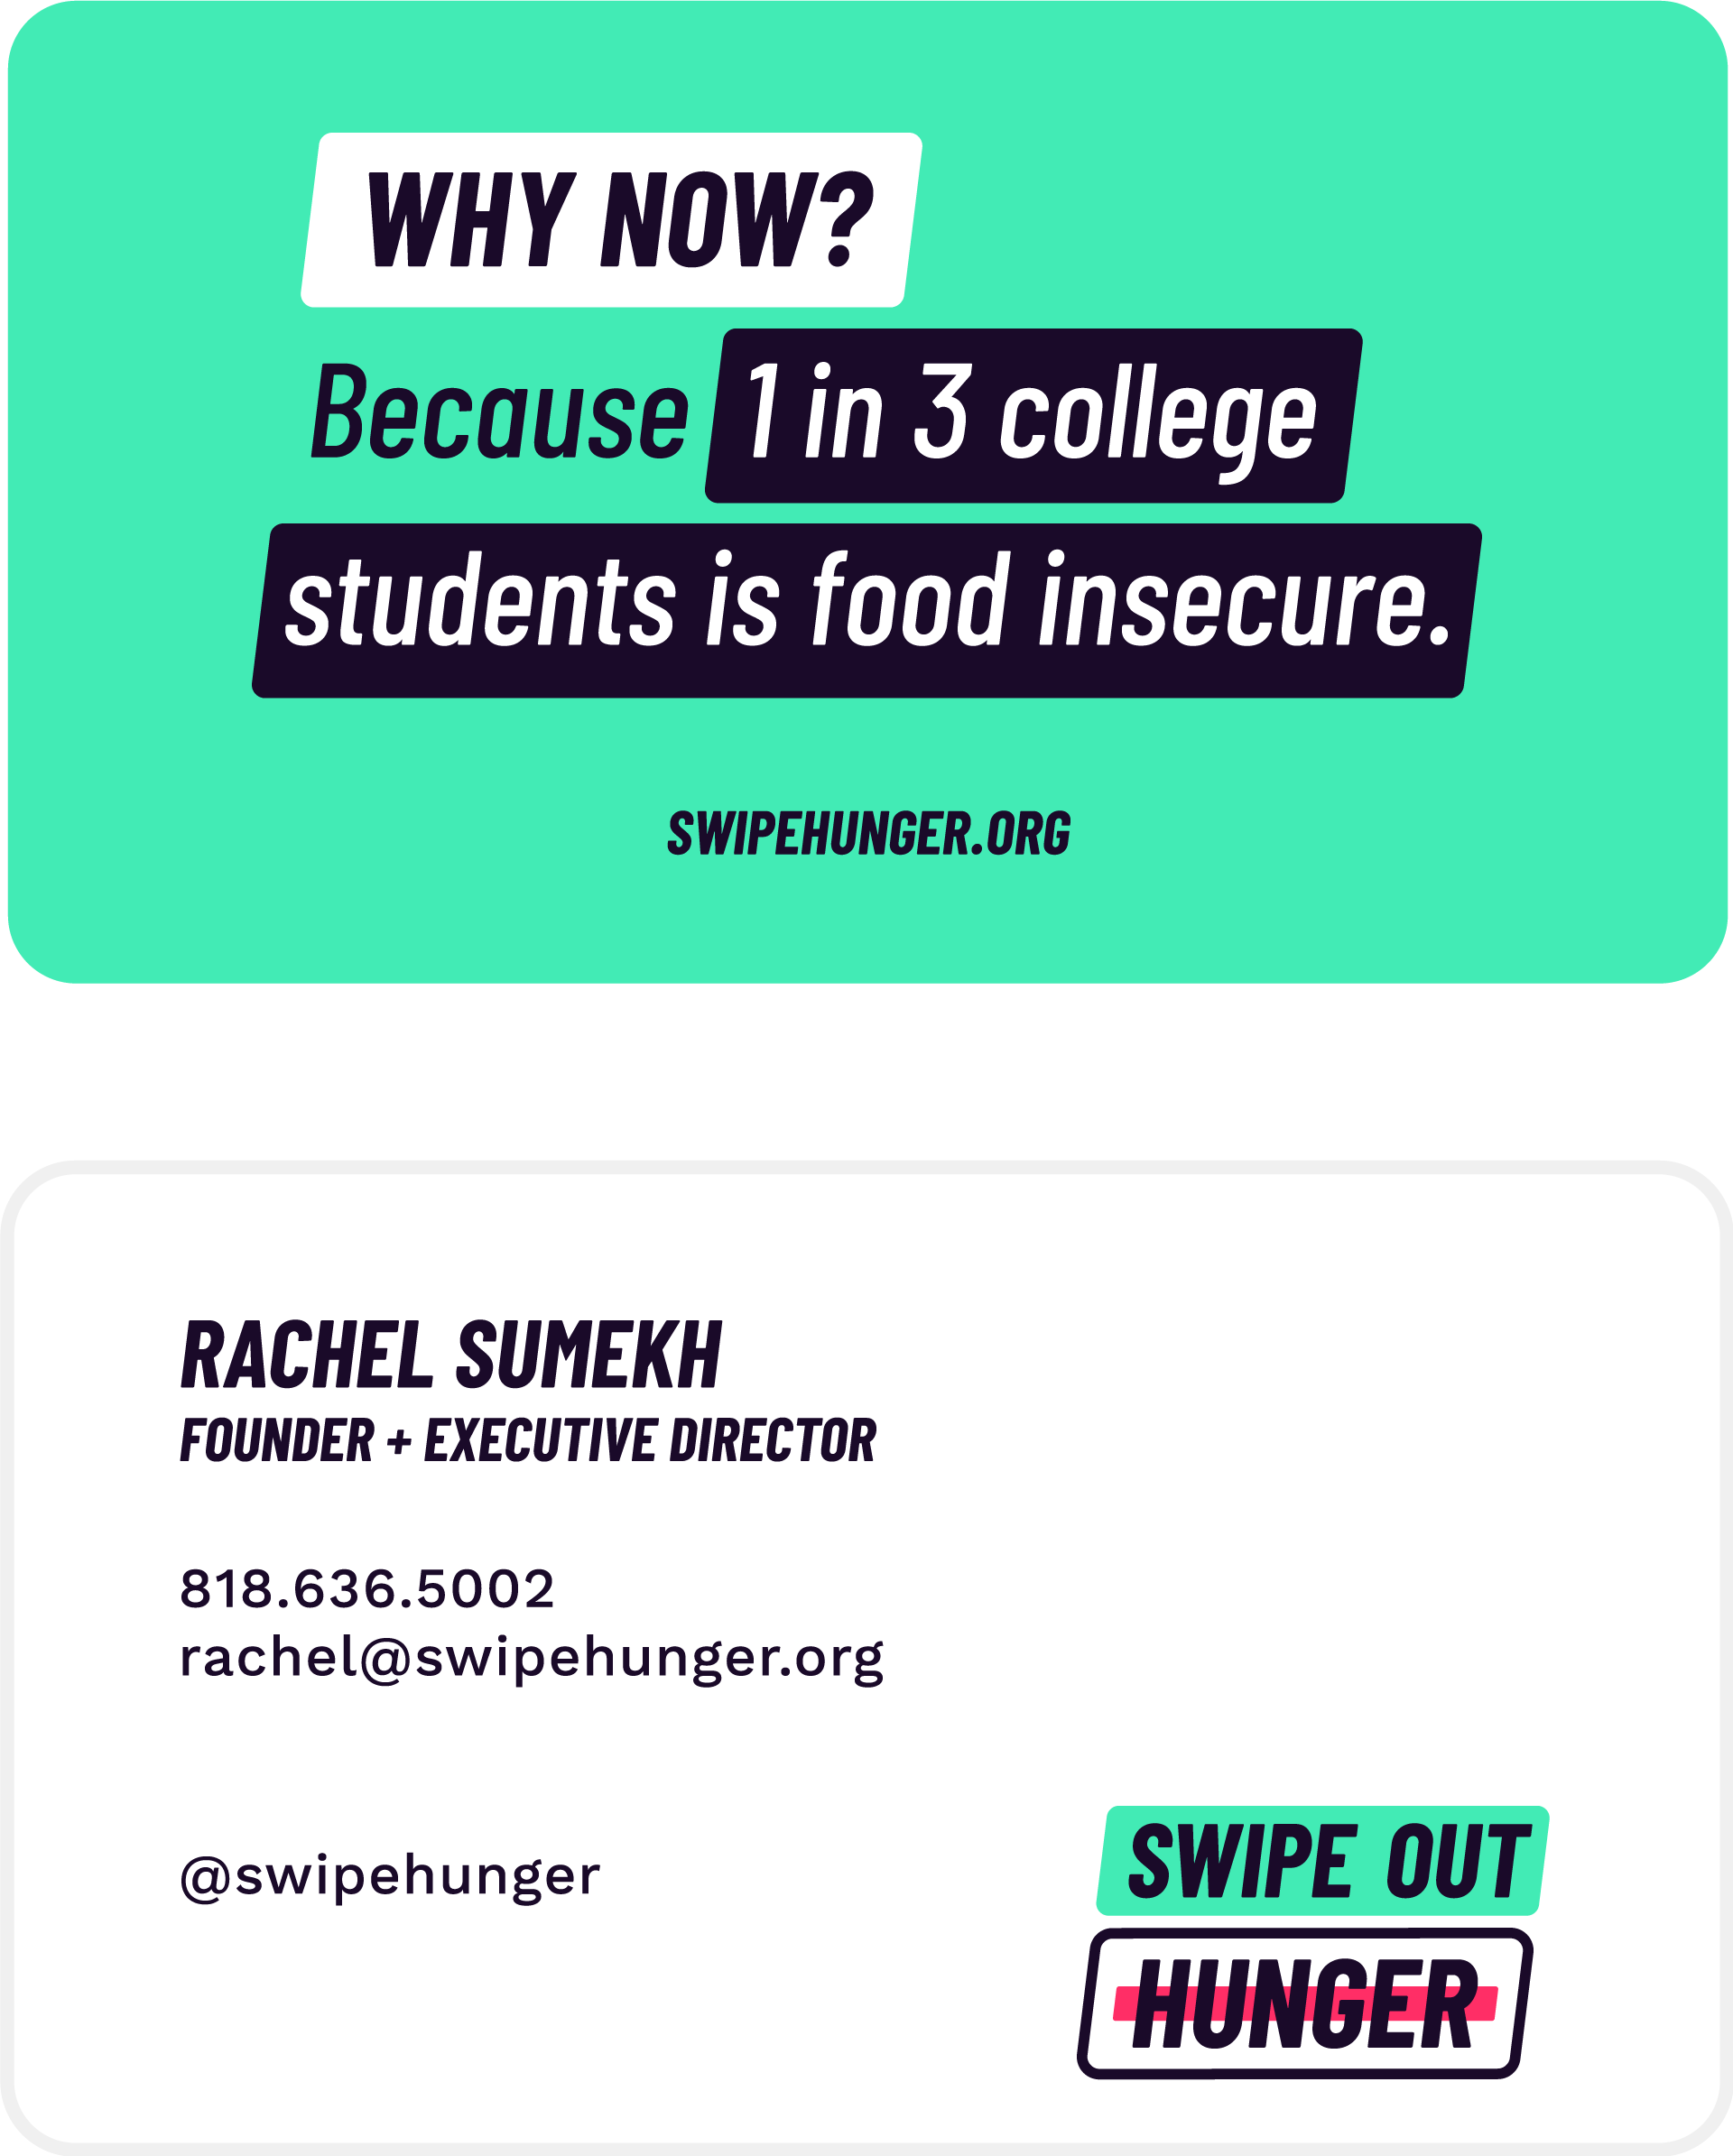 WHY NOW?
Because 1 in 3 college
students is food insecure.
SWIPEHUNGER.ORG
RACHEL SUMEKH
FOUNDER + EXECUTIVE DIRECTOR
818.636.5002
rachel@swipehunger.org
@swipehunger
SWIPE OUT
HUNGER